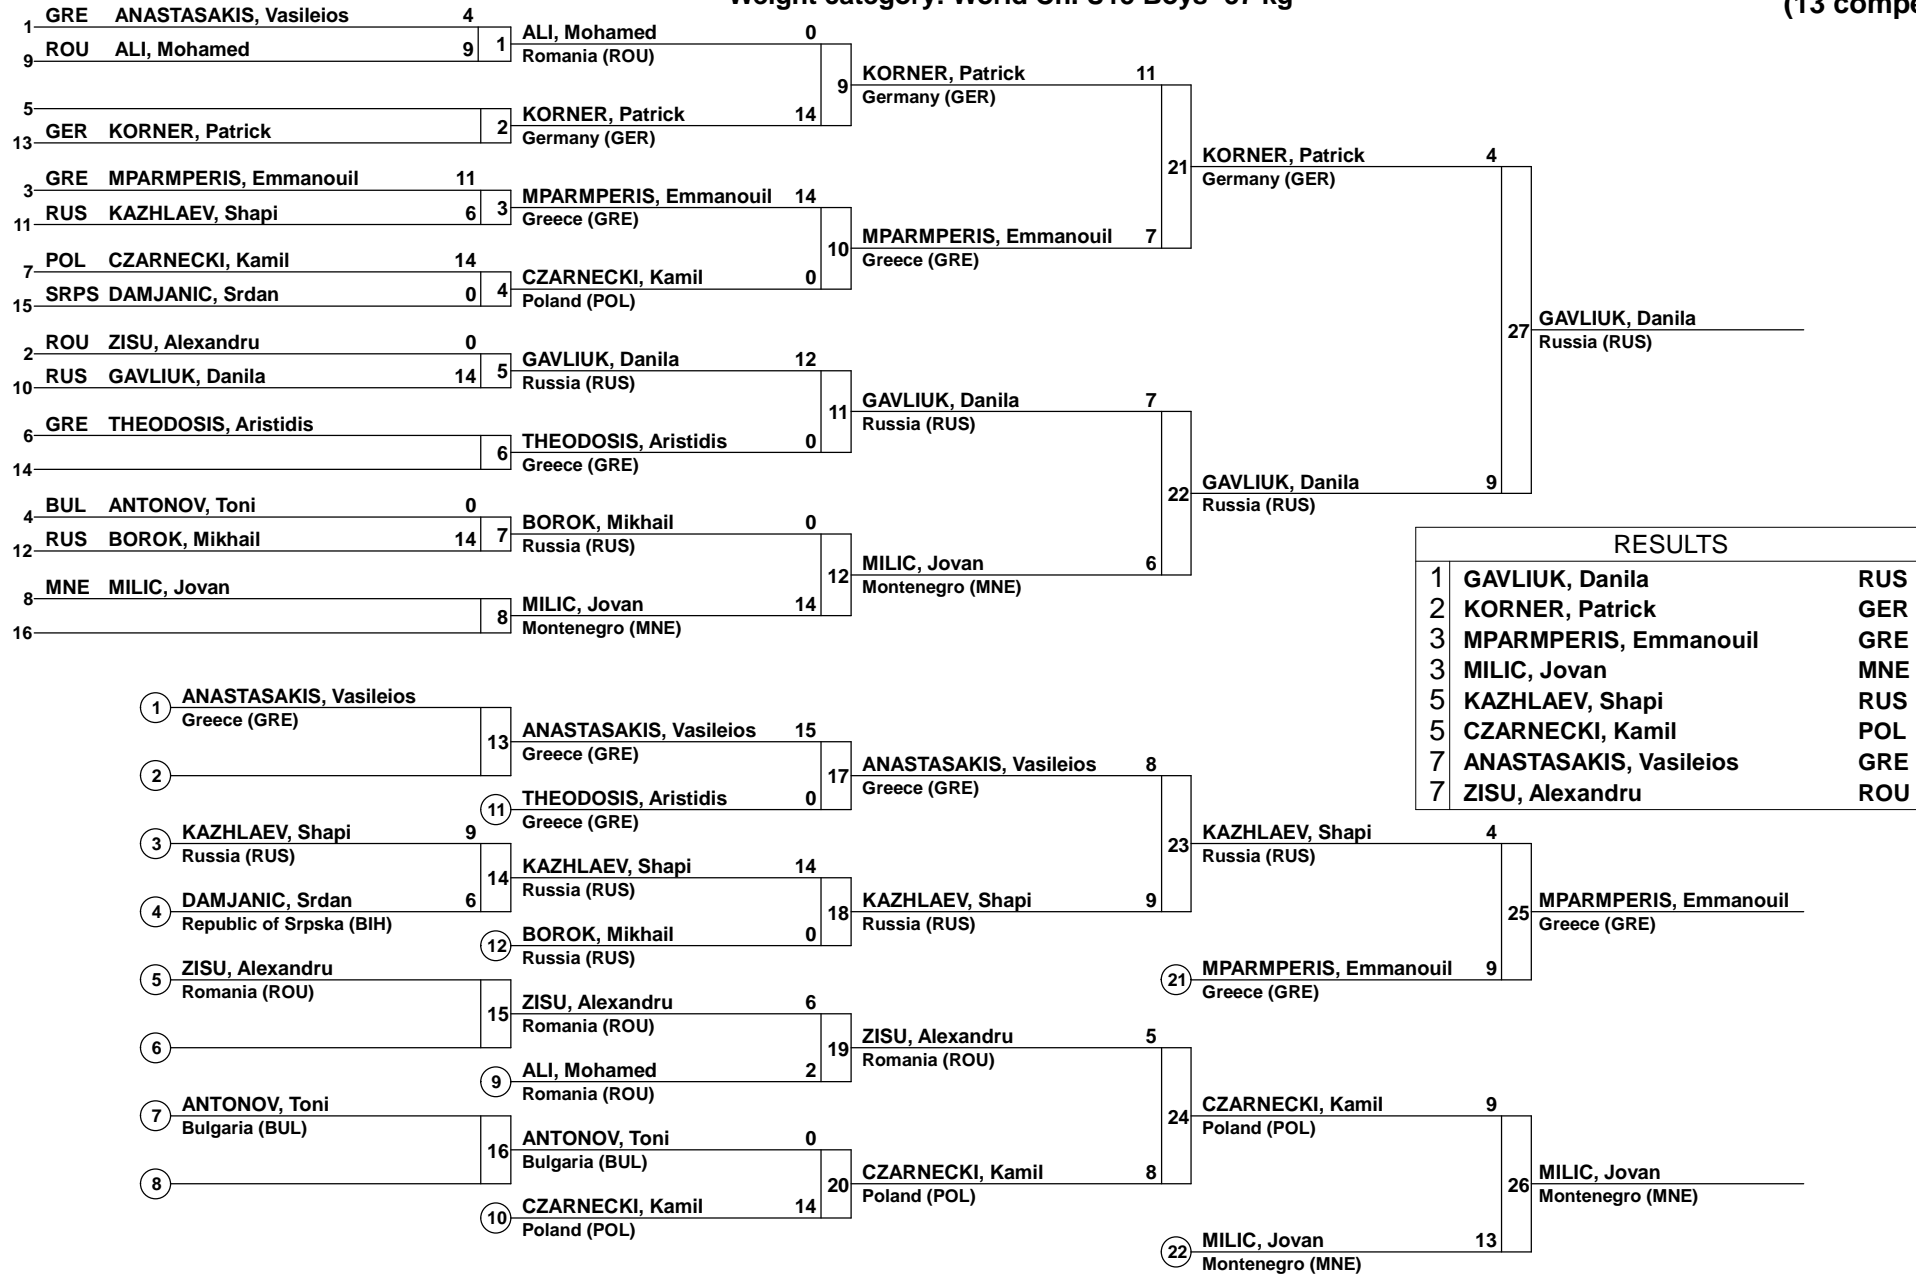 (13 compe
GRE ANASTASAKIS, Vasileios 4
1
ROU ALI, Mohamed 9
9
1
ALI, Mohamed 0
Romania (ROU)
5
GER KORNER, Patrick
13
2
KORNER, Patrick 14
Germany (GER)
9
KORNER, Patrick 11
Germany (GER)
GRE MPARMPERIS, Emmanouil 11
3
RUS KAZHLAEV, Shapi 6
11
3
MPARMPERIS, Emmanouil 14
Greece (GRE)
POL CZARNECKI, Kamil 14
7
SRPS DAMJANIC, Srdan 0
15
4
CZARNECKI, Kamil 0
Poland (POL)
10
MPARMPERIS, Emmanouil 7
Greece (GRE)
21
KORNER, Patrick 4
Germany (GER)
ROU ZISU, Alexandru 0
2
RUS GAVLIUK, Danila 14
10
5
GAVLIUK, Danila 12
Russia (RUS)
GRE THEODOSIS, Aristidis
6
14
6
THEODOSIS, Aristidis 0
Greece (GRE)
11
GAVLIUK, Danila 7
Russia (RUS)
BUL ANTONOV, Toni 0
4
RUS BOROK, Mikhail 14
12
7
BOROK, Mikhail 0
Russia (RUS)
MNE MILIC, Jovan
8
16
8
MILIC, Jovan 14
Montenegro (MNE)
12
MILIC, Jovan 6
Montenegro (MNE)
22
GAVLIUK, Danila 9
Russia (RUS)
27
GAVLIUK, Danila
Russia (RUS)
RESULTS
1 GAVLIUK, Danila RUS
2 KORNER, Patrick GER
3 MPARMPERIS, Emmanouil GRE
3 MILIC, Jovan MNE
5 KAZHLAEV, Shapi RUS
5 CZARNECKI, Kamil POL
7 ANASTASAKIS, Vasileios GRE
7 ZISU, Alexandru ROU
1
ANASTASAKIS, Vasileios
Greece (GRE)
2
13
ANASTASAKIS, Vasileios 15
Greece (GRE)
11
THEODOSIS, Aristidis 0
Greece (GRE)
17
ANASTASAKIS, Vasileios 8
Greece (GRE)
3
KAZHLAEV, Shapi 9
Russia (RUS)
4
DAMJANIC, Srdan 6
Republic of Srpska (BIH)
14
KAZHLAEV, Shapi 14
Russia (RUS)
12
BOROK, Mikhail 0
Russia (RUS)
18
KAZHLAEV, Shapi 9
Russia (RUS)
23
KAZHLAEV, Shapi 4
Russia (RUS)
21
MPARMPERIS, Emmanouil 9
Greece (GRE)
25
MPARMPERIS, Emmanouil
Greece (GRE)
5
ZISU, Alexandru
Romania (ROU)
6
15
ZISU, Alexandru 6
Romania (ROU)
9
ALI, Mohamed 2
Romania (ROU)
19
ZISU, Alexandru 5
Romania (ROU)
7
ANTONOV, Toni
Bulgaria (BUL)
8
16
ANTONOV, Toni 0
Bulgaria (BUL)
10
CZARNECKI, Kamil 14
Poland (POL)
20
CZARNECKI, Kamil 8
Poland (POL)
24
CZARNECKI, Kamil 9
Poland (POL)
22
MILIC, Jovan 13
Montenegro (MNE)
26
MILIC, Jovan
Montenegro (MNE)